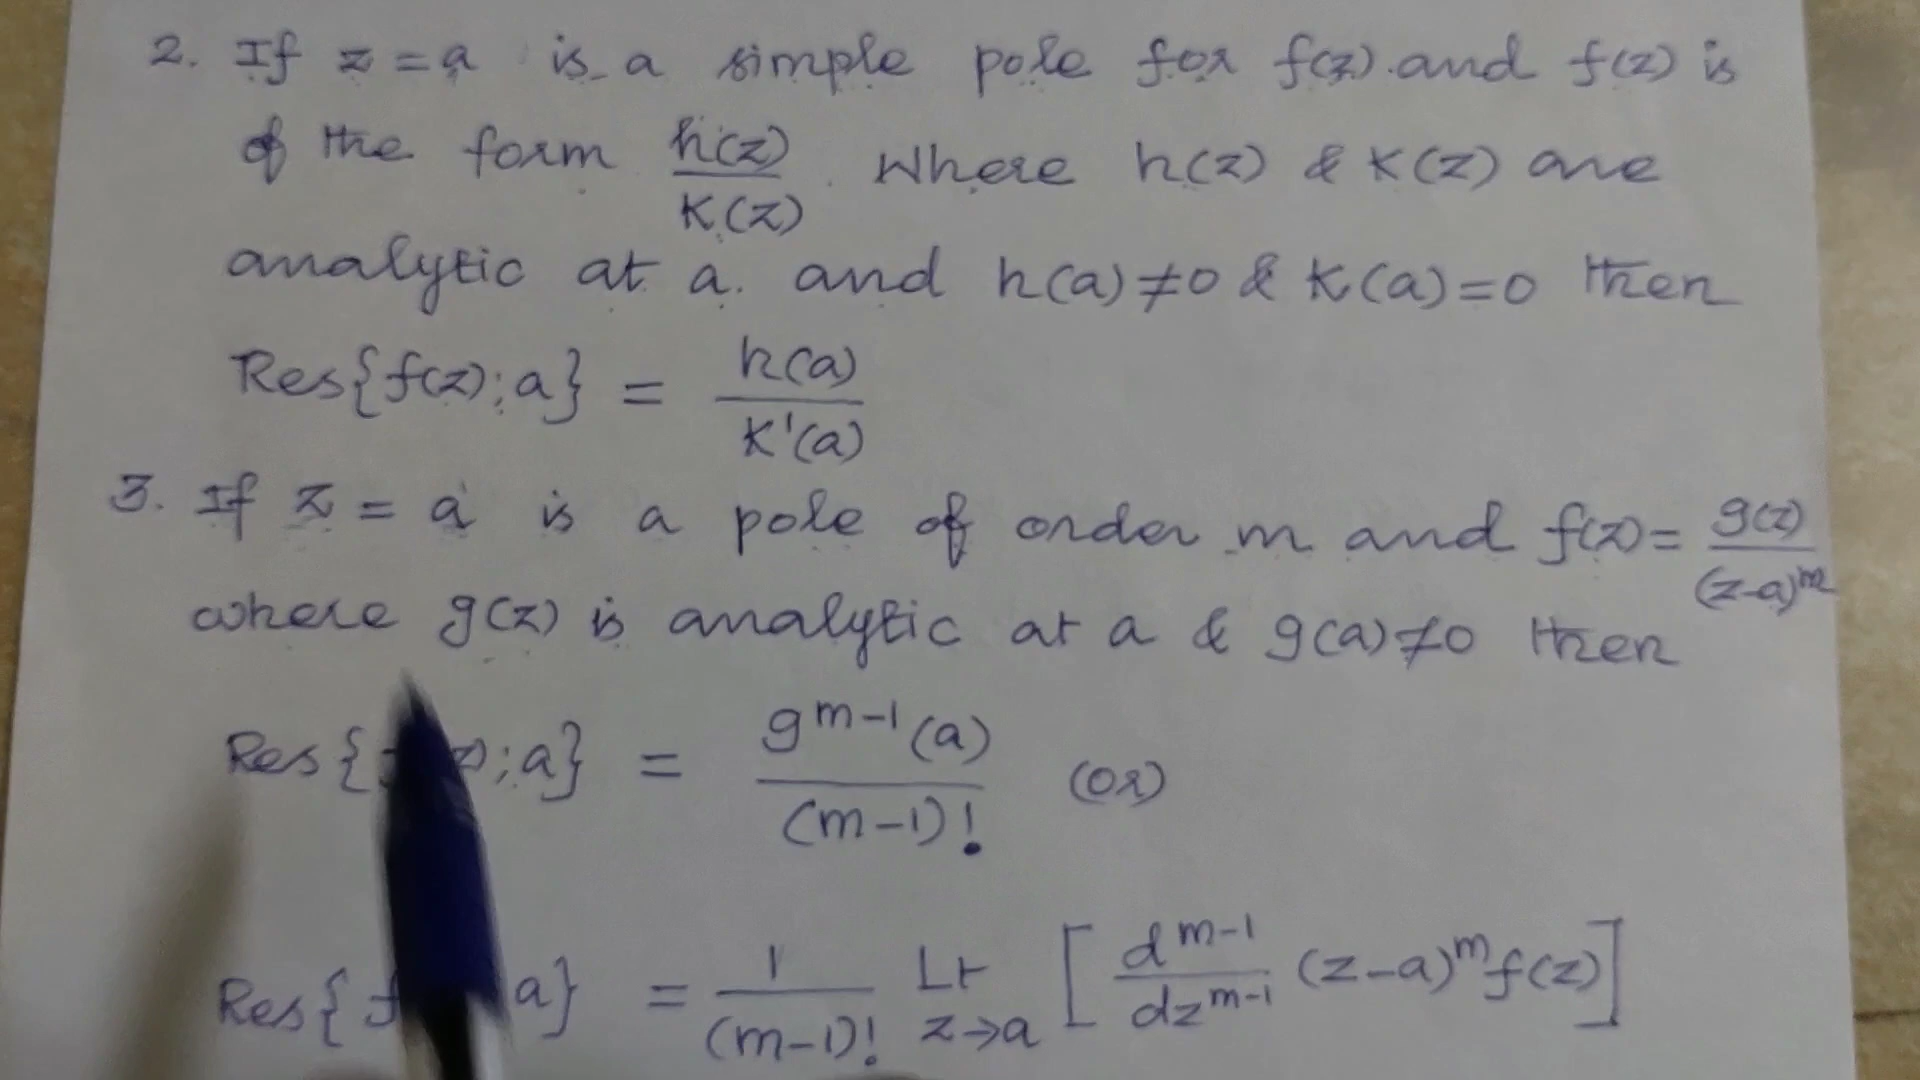 2. If z = a is a simple pole for f(z) and f(z) is
of the form h(z)/K(z) Where h(z) & K(z) are
analytic at a. and h(a)≠0 & K(a)=0 then
Res{f(z);a} = h(a)/K'(a)
3. If z = a is a pole of order m and f(z) = g(z)/(z-a)^m
where g(z) is analytic at a & g(a)≠0 then
Res{ z);a} = g^m-1(a)/(m-1)! (or)
Res{ f a} = 1/(m-1)! Lt z→a [d^m-1/dz^m-1 (z-a)^m f(z)]